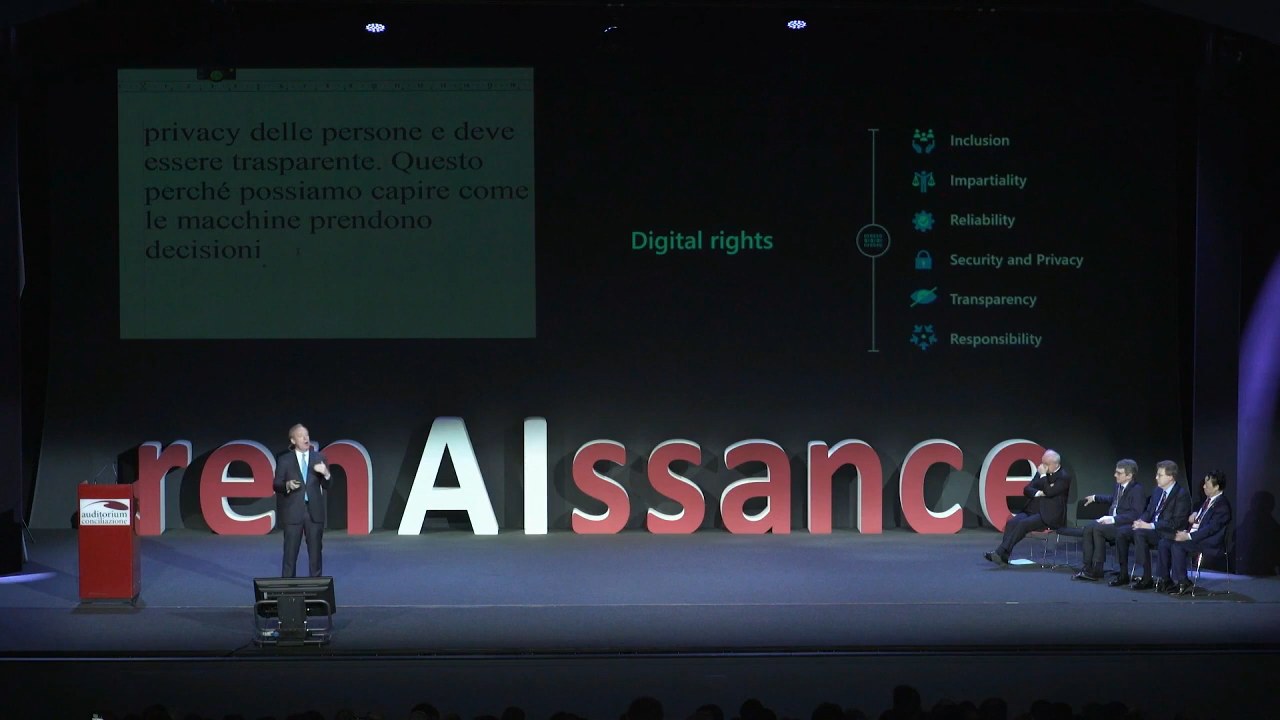 privacy delle persone e deve
essere trasparente. Questo
perché possiamo capire come
le macchine prendono
decisioni
Digital rights
Inclusion
Impartiality
Reliability
Security and Privacy
Transparency
Responsibility
renAIssance
auditorium
conciliazione